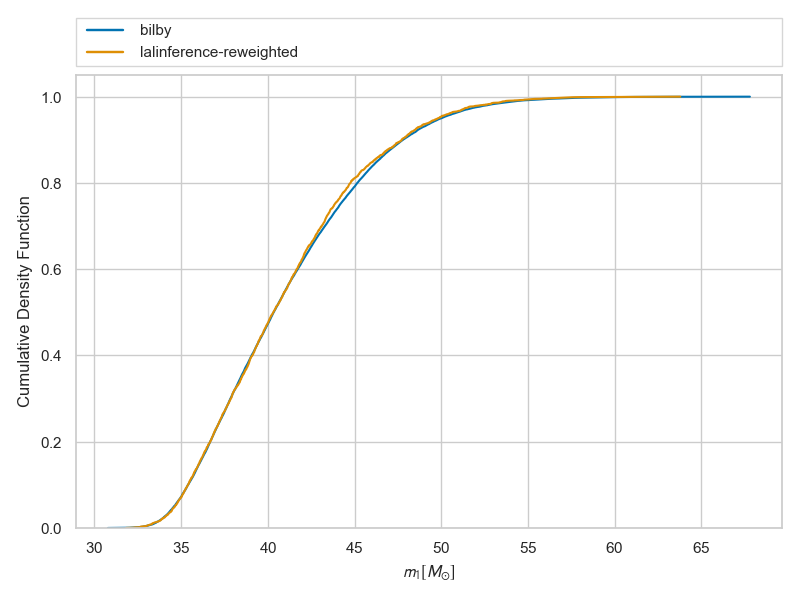 bilby
lalinference-reweighted
Cumulative Density Function
1.0
0.8
0.6
0.4
0.2
0.0
30 35 40 45 50 55 60 65
m₁[M⊙]